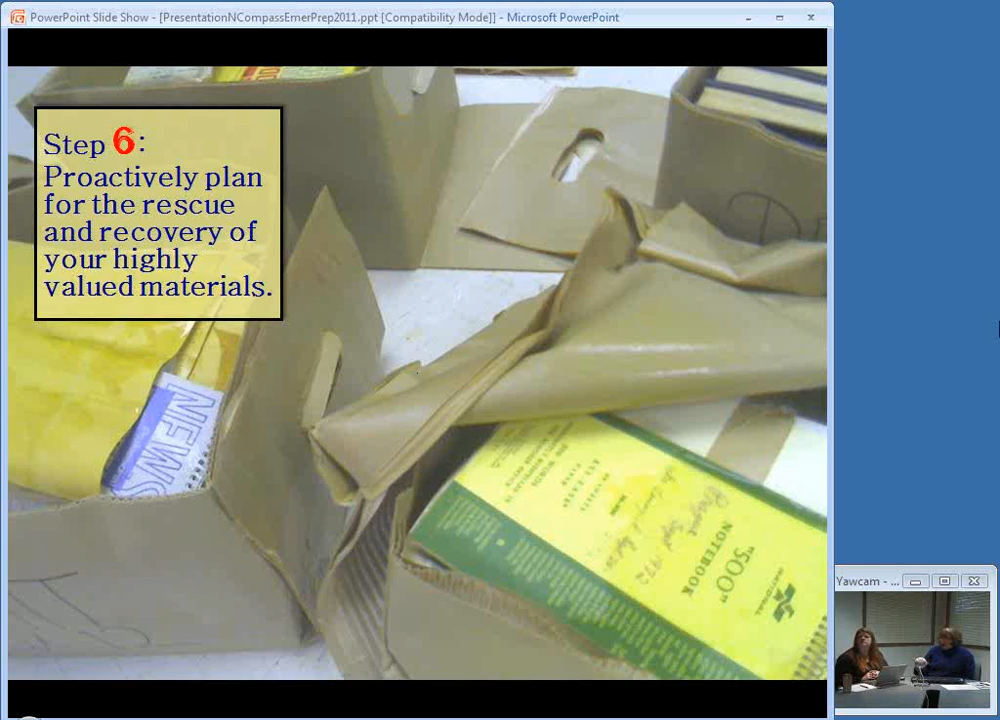 PowerPoint Slide Show - [PresentationNCompassEmerPrep2011.ppt [Compatibility Mode]] - Microsoft PowerPoint
Step 6:
Proactively plan
for the rescue
and recovery of
your highly
valued materials.
NEWS
NATIONAL
"500"
NOTEBOOK
Yawcam - ...